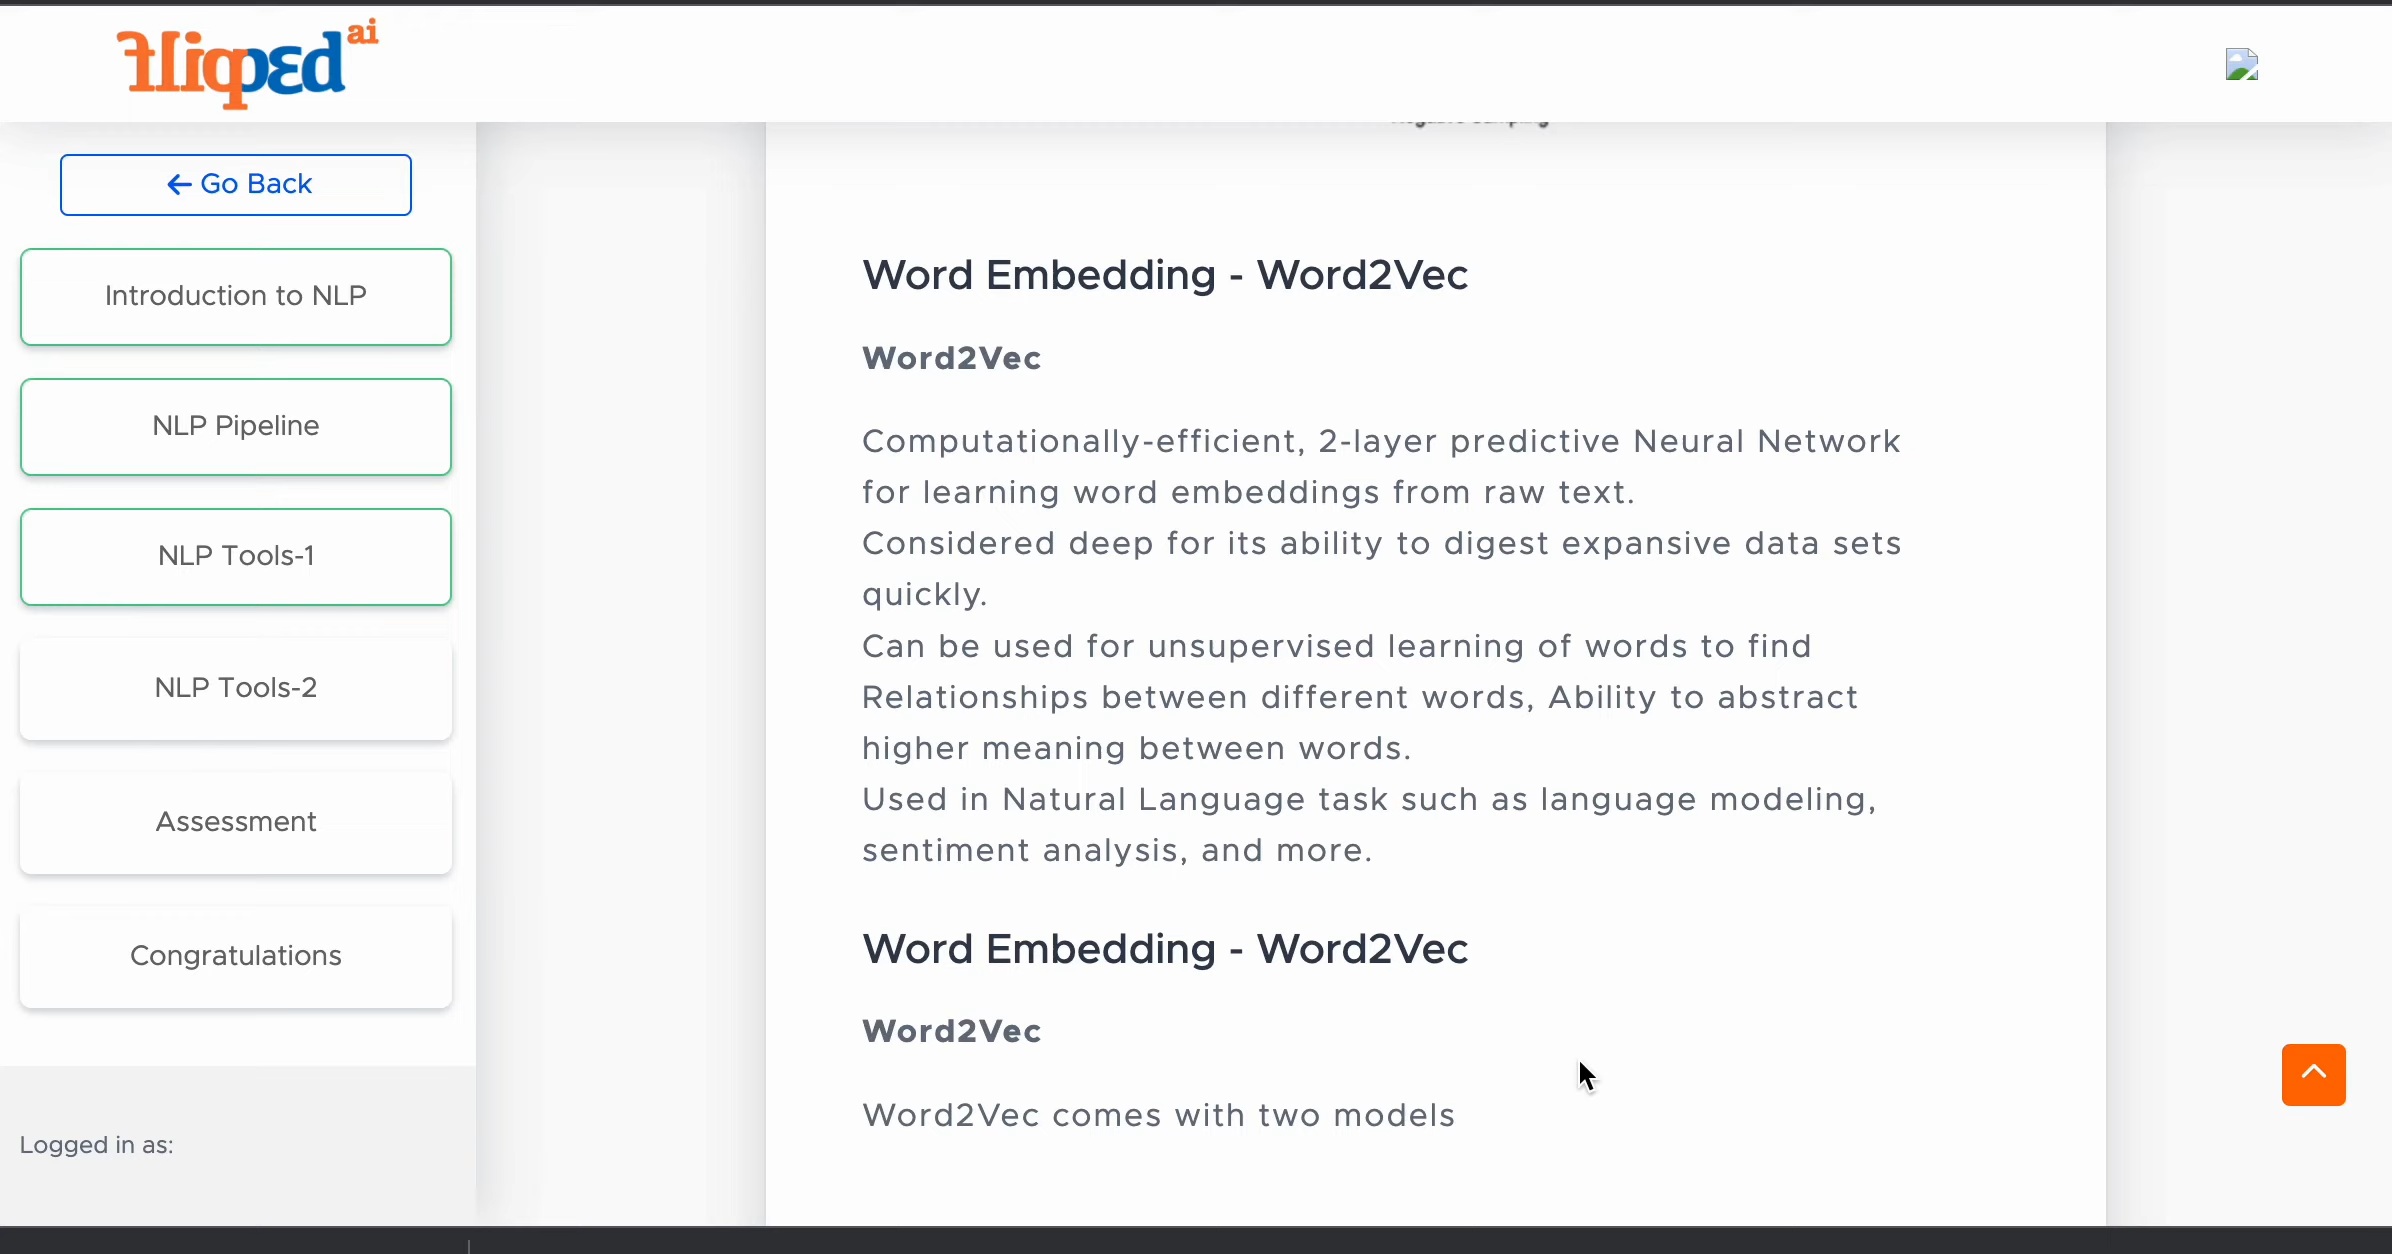 fliqped ai
Go Back
Introduction to NLP
NLP Pipeline
NLP Tools-1
NLP Tools-2
Assessment
Congratulations
Logged in as:
Word Embedding - Word2Vec
Word2Vec
Computationally-efficient, 2-layer predictive Neural Network
for learning word embeddings from raw text.
Considered deep for its ability to digest expansive data sets
quickly.
Can be used for unsupervised learning of words to find
Relationships between different words, Ability to abstract
higher meaning between words.
Used in Natural Language task such as language modeling,
sentiment analysis, and more.
Word Embedding - Word2Vec
Word2Vec
Word2Vec comes with two models